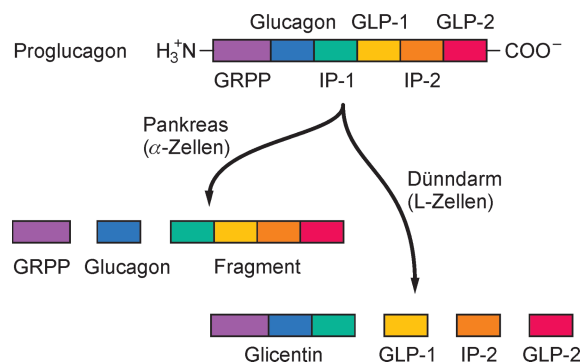 Glucagon GLP-1 GLP-2
Proglucagon H₃⁺N COO⁻
GRPP IP-1 IP-2
Pankreas
(α-Zellen)
Dünndarm
(L-Zellen)
GRPP Glucagon Fragment
Glicentin GLP-1 IP-2 GLP-2